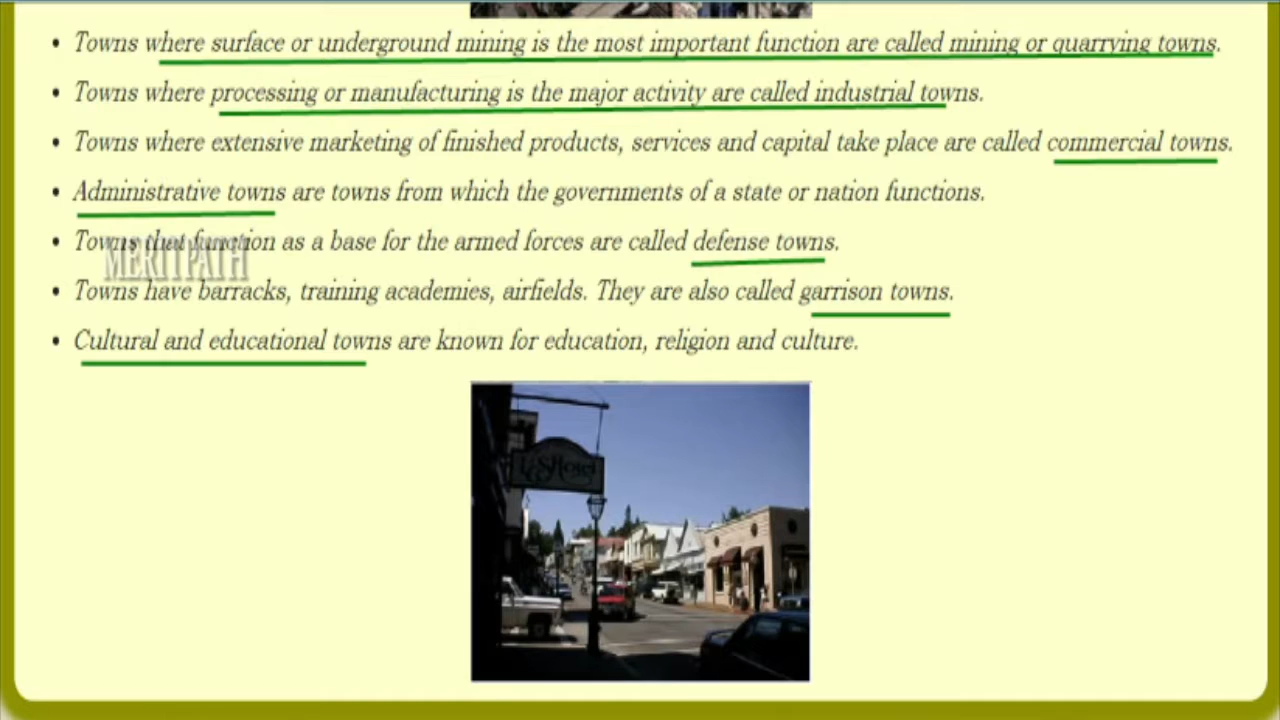 • Towns where surface or underground mining is the most important function are called mining or quarrying towns.
• Towns where processing or manufacturing is the major activity are called industrial towns.
• Towns where extensive marketing of finished products, services and capital take place are called commercial towns.
• Administrative towns are towns from which the governments of a state or nation functions.
• Towns that function as a base for the armed forces are called defense towns.
MERITPATH
• Towns have barracks, training academies, airfields. They are also called garrison towns.
• Cultural and educational towns are known for education, religion and culture.
Hotel